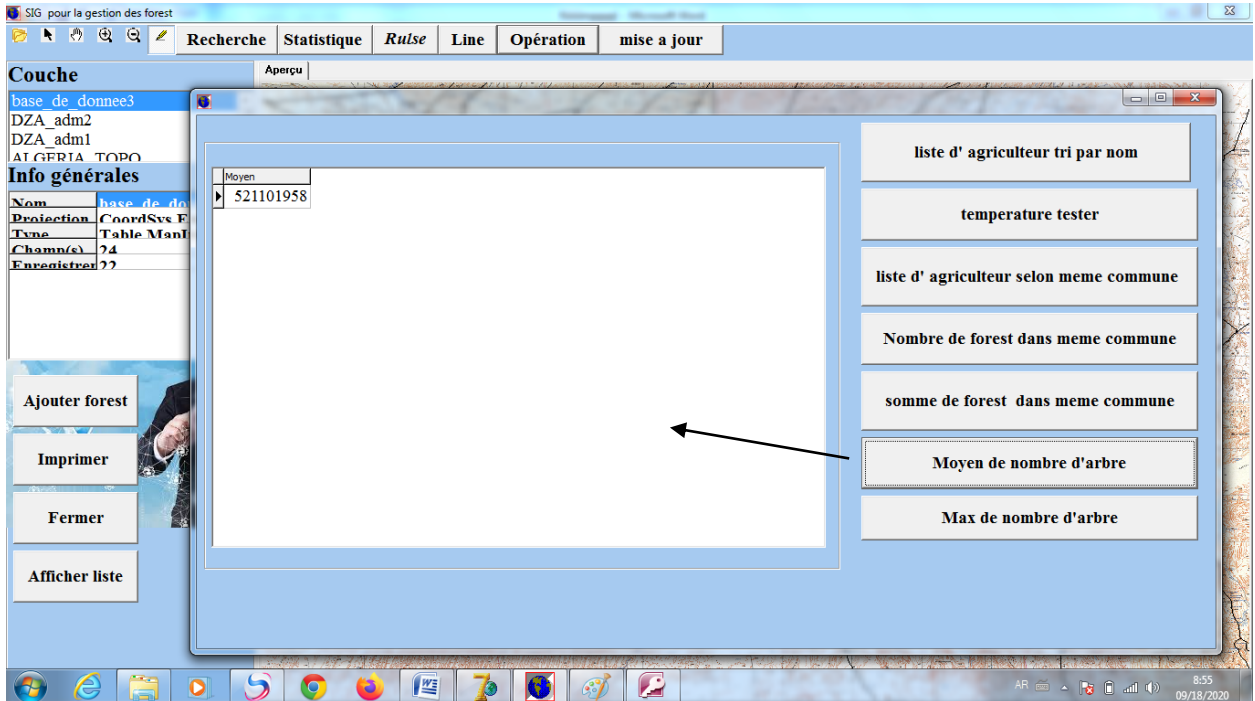 SIG pour la gestion des forest
Recherche Statistique Rulse Line Opération mise a jour
Couche
Aperçu
base_de_donnee3
DZA_adm2
DZA_adm1
ALGERIA_TOPO
Info générales
Nom base_de_do
Projection CoordSys E
Type
Champ(s) 24
Enregistrer 22
Moyen
521101958
liste d' agriculteur tri par nom
temperature tester
liste d' agriculteur selon meme commune
Nombre de forest dans meme commune
somme de forest dans meme commune
Moyen de nombre d'arbre
Max de nombre d'arbre
Ajouter forest
Imprimer
Fermer
Afficher liste
AR
8:55
09/18/2020